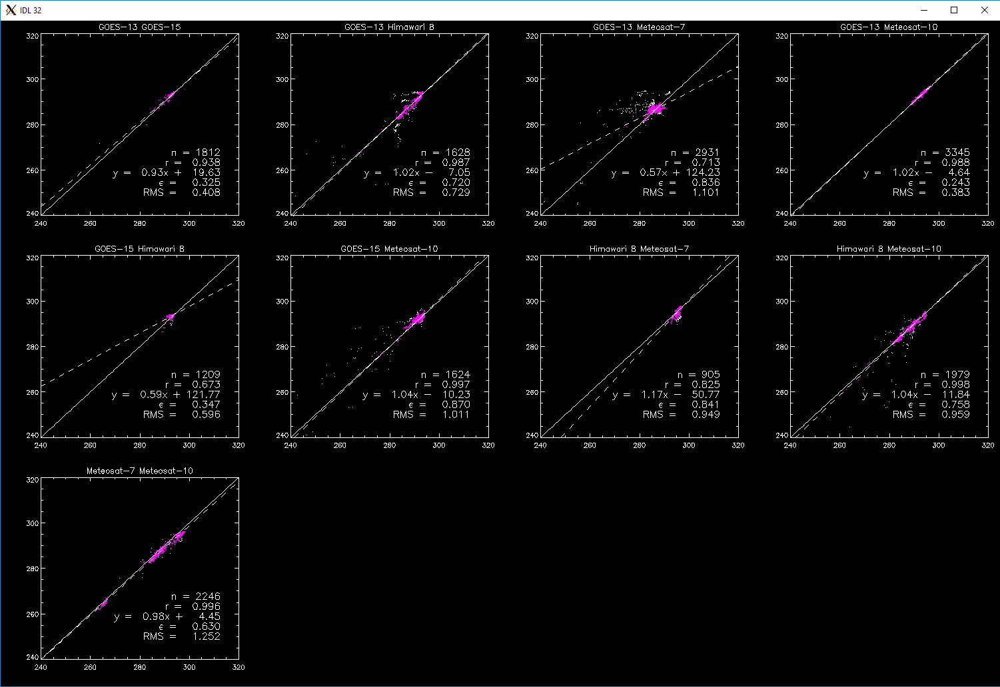 IDL 32
GOES-13 GOES-15
320
300
280
260
240
240 260 280 300 320
n = 1812
r = 0.938
y = 0.93x + 19.63
ϵ = 0.325
RMS = 0.408
GOES-13 Himawari 8
320
300
280
260
240
240 260 280 300 320
n = 1628
r = 0.987
y = 1.02x - 7.05
ϵ = 0.720
RMS = 0.729
GOES-13 Meteosat-7
320
300
280
260
240
240 260 280 300 320
n = 2931
r = 0.713
y = 0.57x + 124.23
ϵ = 0.836
RMS = 1.101
GOES-13 Meteosat-10
320
300
280
260
240
240 260 280 300 320
n = 3345
r = 0.988
y = 1.02x - 4.64
ϵ = 0.243
RMS = 0.383
GOES-15 Himawari 8
320
300
280
260
240
240 260 280 300 320
n = 1209
r = 0.673
y = 0.59x + 121.77
ϵ = 0.347
RMS = 0.596
GOES-15 Meteosat-10
320
300
280
260
240
240 260 280 300 320
n = 1624
r = 0.997
y = 1.04x - 10.23
ϵ = 0.870
RMS = 1.011
Himawari 8 Meteosat-7
320
300
280
260
240
240 260 280 300 320
n = 905
r = 0.825
y = 1.17x - 50.77
ϵ = 0.841
RMS = 0.949
Himawari 8 Meteosat-10
320
300
280
260
240
240 260 280 300 320
n = 1979
r = 0.998
y = 1.04x - 11.84
ϵ = 0.758
RMS = 0.959
Meteosat-7 Meteosat-10
320
300
280
260
240
240 260 280 300 320
n = 2246
r = 0.996
y = 0.98x + 4.45
ϵ = 0.630
RMS = 1.252